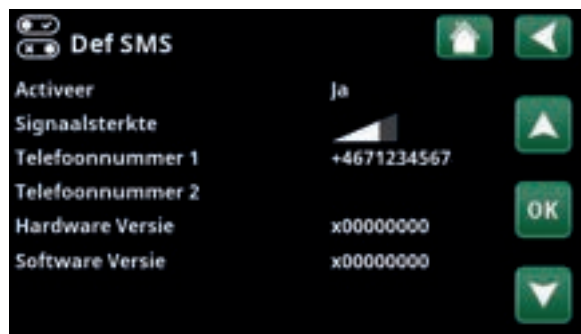 Def SMS
Activeer Ja
Signaalsterkte
Telefoonnummer 1 +4671234567
Telefoonnummer 2
OK
Hardware Versie x00000000
Software Versie x00000000